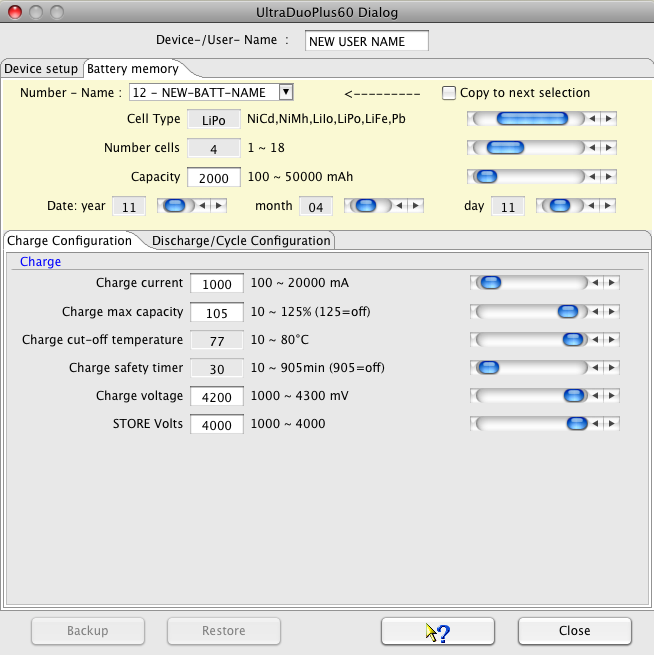 UltraDuoPlus60 Dialog
Device-/User- Name : NEW USER NAME
Device setup Battery memory
Number - Name : 12 - NEW-BATT-NAME <--------- Copy to next selection
Cell Type LiPo NiCd,NiMh,LiIo,LiPo,LiFe,Pb
Number cells 4 1 ~ 18
Capacity 2000 100 ~ 50000 mAh
Date: year 11 month 04 day 11
Charge Configuration Discharge/Cycle Configuration
Charge
Charge current 1000 100 ~ 20000 mA
Charge max capacity 105 10 ~ 125% (125=off)
Charge cut-off temperature 77 10 ~ 80°C
Charge safety timer 30 10 ~ 905min (905=off)
Charge voltage 4200 1000 ~ 4300 mV
STORE Volts 4000 1000 ~ 4000
Backup Restore ? Close